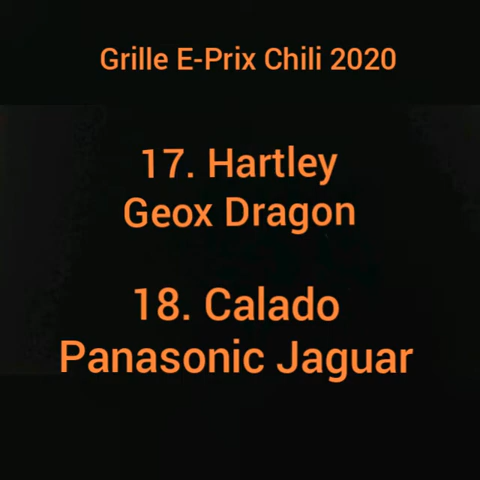 Grille E-Prix Chili 2020
17. Hartley
Geox Dragon
18. Calado
Panasonic Jaguar